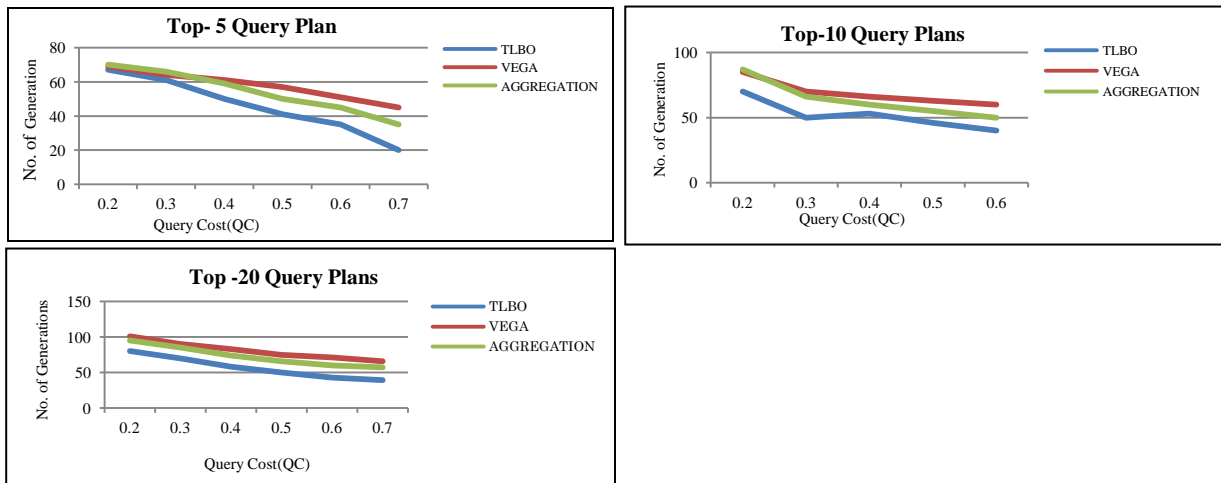 Top- 5 Query Plan
80
60
40
20
0
No. of Generation
0.2 0.3 0.4 0.5 0.6 0.7
Query Cost(QC)
TLBO
VEGA
AGGREGATION
Top-10 Query Plans
100
50
0
No. of Generation
0.2 0.3 0.4 0.5 0.6
Query Cost(QC)
TLBO
VEGA
AGGREGATION
Top -20 Query Plans
150
100
50
0
No. of Generations
0.2 0.3 0.4 0.5 0.6 0.7
Query Cost(QC)
TLBO
VEGA
AGGREGATION